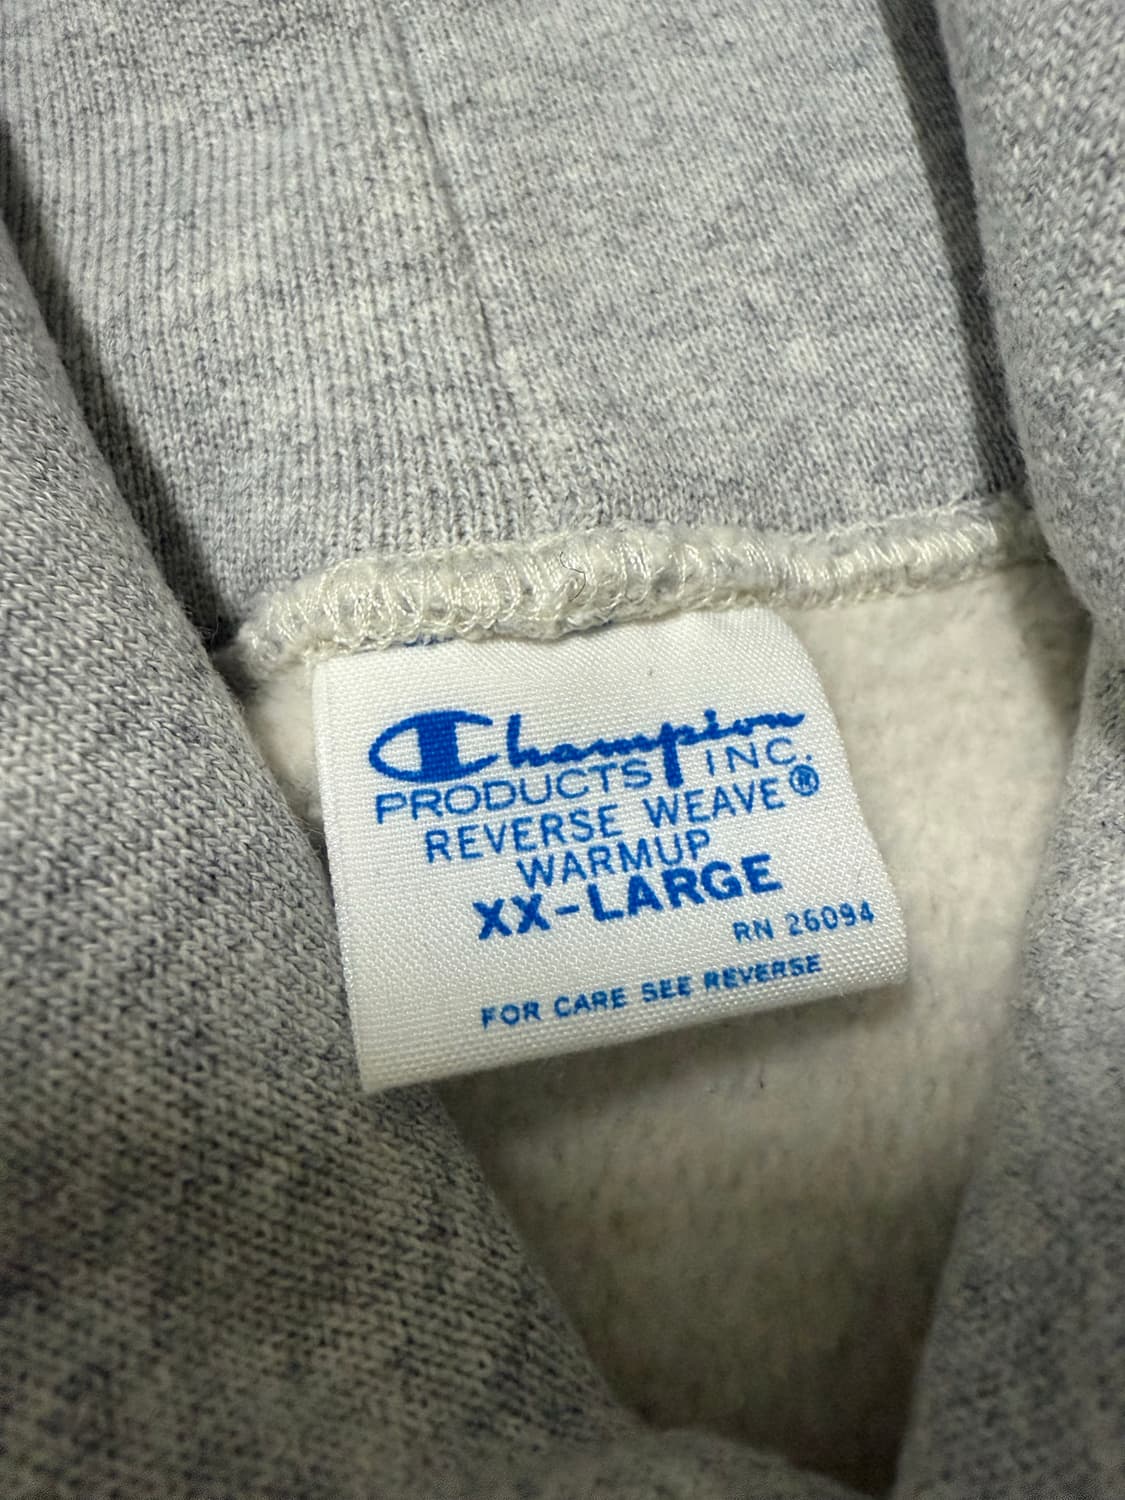 Champion
PRODUCTS INC.
REVERSE WEAVE®
WARMUP
XX-LARGE
RN 26094
FOR CARE SEE REVERSE